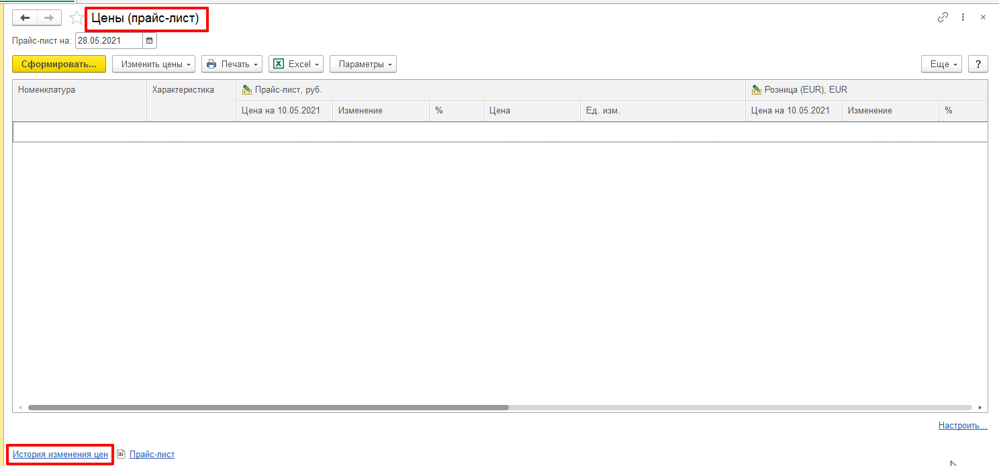 Цены (прайс-лист)
Прайс-лист на: 28.05.2021
Сформировать... Изменить цены Печать Excel Параметры Еще ?
Номенклатура Характеристика Прайс-лист, руб. Розница (EUR), EUR
Цена на 10.05.2021 Изменение % Цена Ед. изм. Цена на 10.05.2021 Изменение %
Настроить...
История изменения цен Прайс-лист